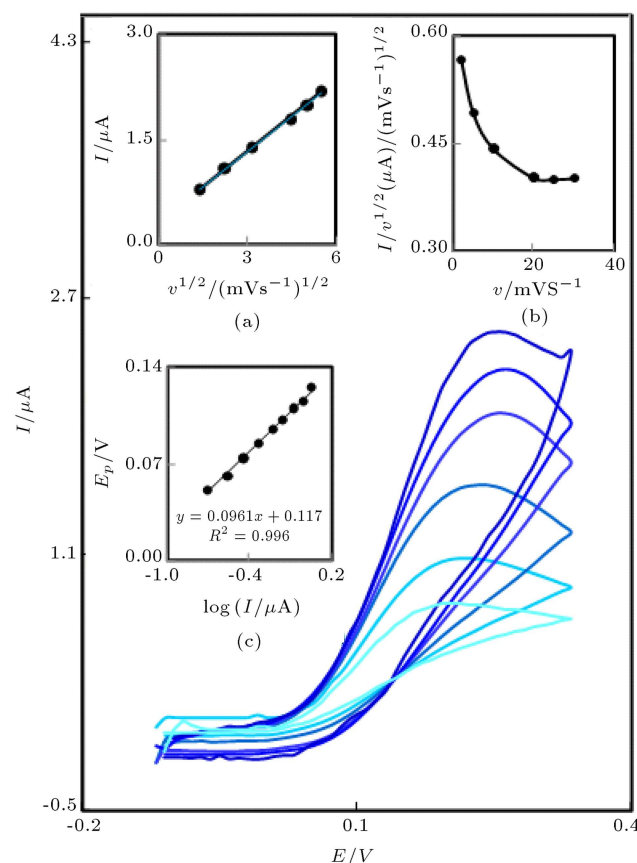 4.3
2.7
1.1
-0.5
I/μA
-0.2
0.1
0.4
E/V
3.0
1.5
0.0
I/μA
0
3
6
v^{1/2}/(mVs⁻¹)^{1/2}
(a)
0.60
0.45
0.30
I/v^{1/2}(μA)/(mVs⁻¹)^{1/2}
0
20
40
v/mVS⁻¹
(b)
0.14
0.07
0.00
E_p/V
y = 0.0961x + 0.117
R² = 0.996
-1.0
-0.4
0.2
log (I/μA)
(c)